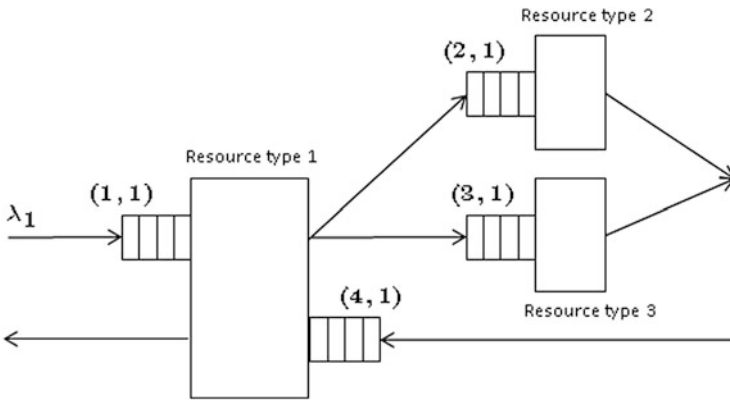 Resource type 2
(2, 1)
Resource type 1
(1, 1)
λ1
(3, 1)
(4, 1)
Resource type 3